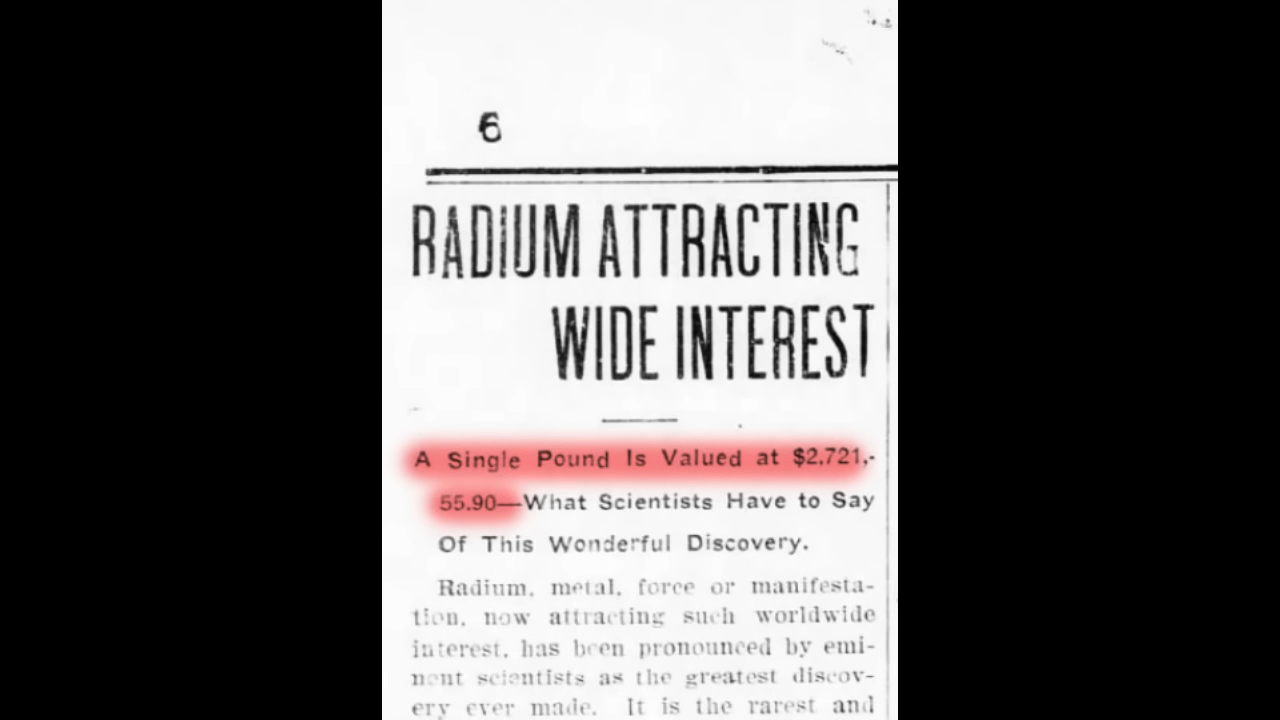 6
RADIUM ATTRACTING
WIDE INTEREST
A Single Pound Is Valued at $2,721,-
55.90—What Scientists Have to Say
Of This Wonderful Discovery.
Radium, metal, force or manifesta-
tion, now attracting such worldwide
interest, has been pronounced by emi-
nent scientists as the greatest discov-
ery ever made. It is the rarest and